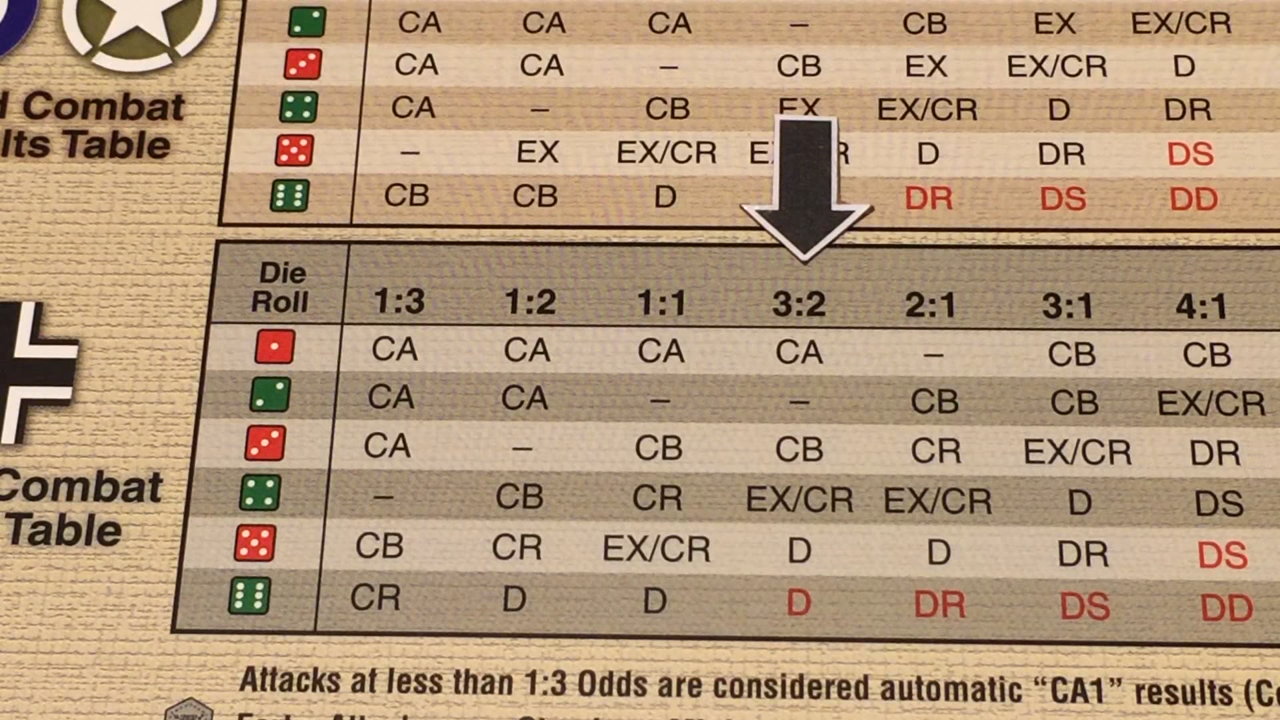 CA CA CA – CB EX EX/CR
CA CA – CB EX EX/CR D
d Combat
CA – CB EX EX/CR D DR
lts Table
– EX EX/CR D DR DS
CB CB D DR DS DD
Die
Roll 1:3 1:2 1:1 3:2 2:1 3:1 4:1
CA CA CA CA – CB CB
CA CA – – CB CB EX/CR
CA – CB CB CR EX/CR DR
Combat
– CB CR EX/CR EX/CR D DS
Table
CB CR EX/CR D D DR DS
CR D D D DR DS DD
Attacks at less than 1:3 Odds are considered automatic “CA1” results (C